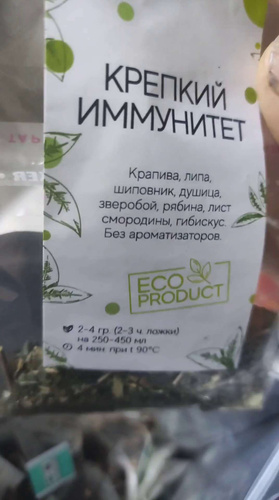 КРЕПКИЙ
ИММУНИТЕТ
Крапива, липа,
шиповник, душица,
зверобой, рябина, лист
смородины, гибискус.
Без ароматизаторов.
ECO
PRODUCT
2-4 гр. (2-3 ч. ложки)
на 250-450 мл
4 мин. при t 90°C